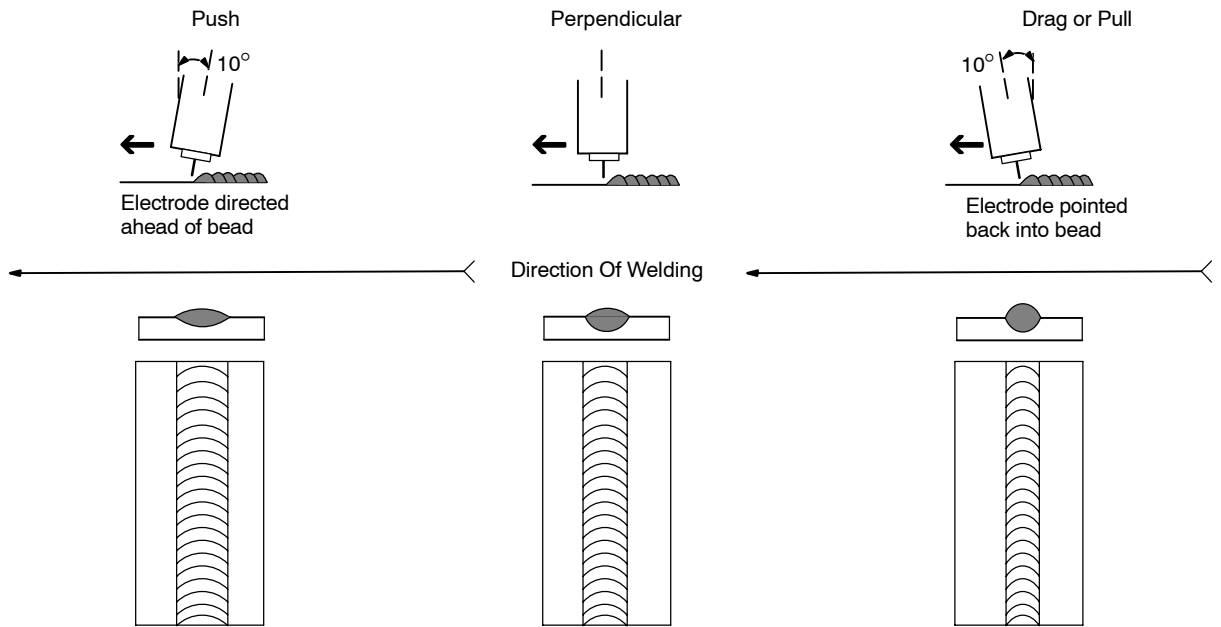 Push
Perpendicular
Drag or Pull
10°
10°
Electrode directed
ahead of bead
Electrode pointed
back into bead
Direction Of Welding